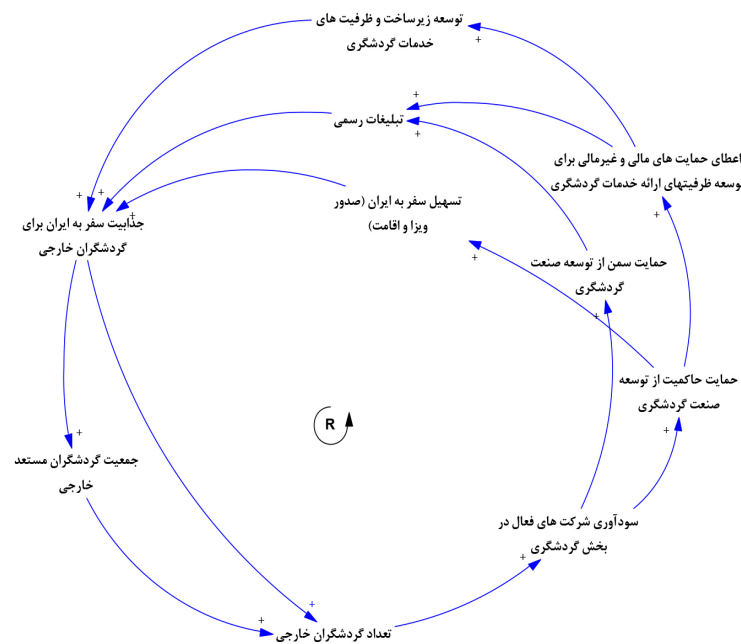 توسعه زیرساخت و ظرفیت های
خدمات گردشگری
تبلیغات رسمی
اعطای حمایت های مالی و غیرمالی برای
توسعه ظرفیتهای ارائه خدمات گردشگری
تسهیل سفر به ایران (صدور
ویزا و اقامت)
جذابیت سفر به ایران برای
گردشگران خارجی
حمایت سمن از توسعه صنعت
گردشگری
حمایت حاکمیت از توسعه
صنعت گردشگری
R
جمعیت گردشگران مستعد
خارجی
سودآوری شرکت های فعال در
بخش گردشگری
تعداد گردشگران خارجی
+
+
+
+
+
+
+
+
+
+
+
+
+